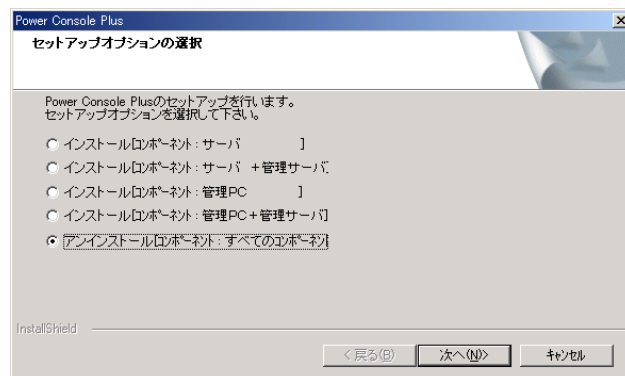 Power Console Plus
セットアップオプションの選択
Power Console Plusのセットアップを行います。
セットアップオプションを選択して下さい。
インストール[ｺﾝﾎﾟｰﾈﾝﾄ : サーバ ]
インストール[ｺﾝﾎﾟｰﾈﾝﾄ : サーバ + 管理サーバ]
インストール[ｺﾝﾎﾟｰﾈﾝﾄ : 管理PC ]
インストール[ｺﾝﾎﾟｰﾈﾝﾄ : 管理PC + 管理サーバ]
アンインストール[ｺﾝﾎﾟｰﾈﾝﾄ : すべてのｺﾝﾎﾟｰﾈﾝ
InstallShield
< 戻る(B) 次へ(N)> ｷｬﾝｾﾙ